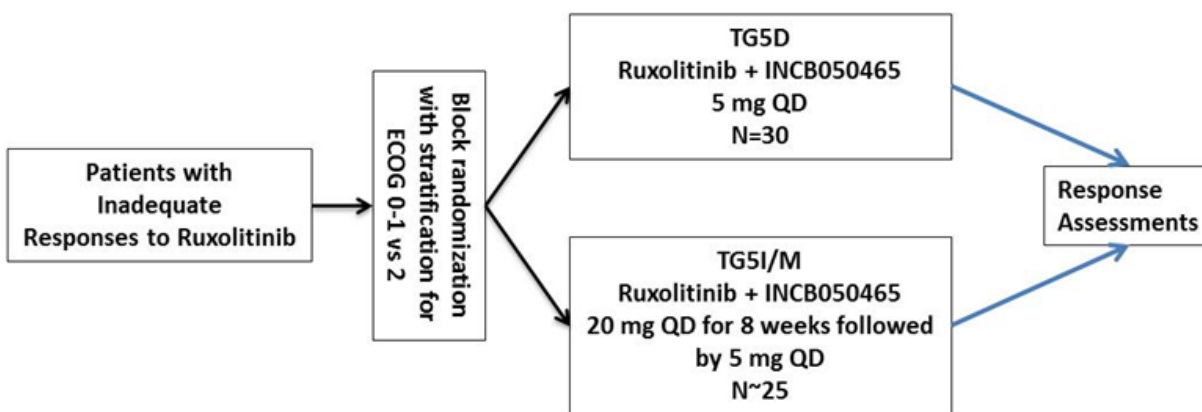 Patients with
Inadequate
Responses to Ruxolitinib
Block randomization
with stratification for
ECOG 0-1 vs 2
TG5D
Ruxolitinib + INCB050465
5 mg QD
N=30
TG5I/M
Ruxolitinib + INCB050465
20 mg QD for 8 weeks followed
by 5 mg QD
N~25
Response
Assessments